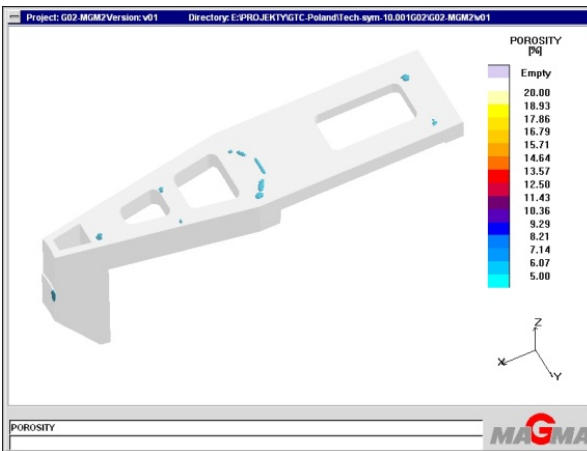 Project: G02-MGM2Version: v01 Directory: E:\PROJEKTY\GTC-Poland\Tech-sym-10.001G02\G02-MGM2\v01
POROSITY
[%]
Empty
20.00
18.93
17.86
16.79
15.71
14.64
13.57
12.50
11.43
10.36
9.29
8.21
7.14
6.07
5.00
Z
X
Y
POROSITY
MAGMA